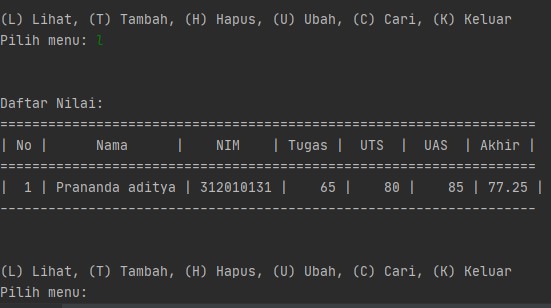 (L) Lihat, (T) Tambah, (H) Hapus, (U) Ubah, (C) Cari, (K) Keluar
Pilih menu: l
Daftar Nilai:
==================================================================
| No |      Nama      |    NIM    | Tugas |  UTS  |  UAS  | Akhir |
==================================================================
|  1 | Prananda aditya | 312010131 |    65 |    80 |     85 | 77.25 |
------------------------------------------------------------------
(L) Lihat, (T) Tambah, (H) Hapus, (U) Ubah, (C) Cari, (K) Keluar
Pilih menu: